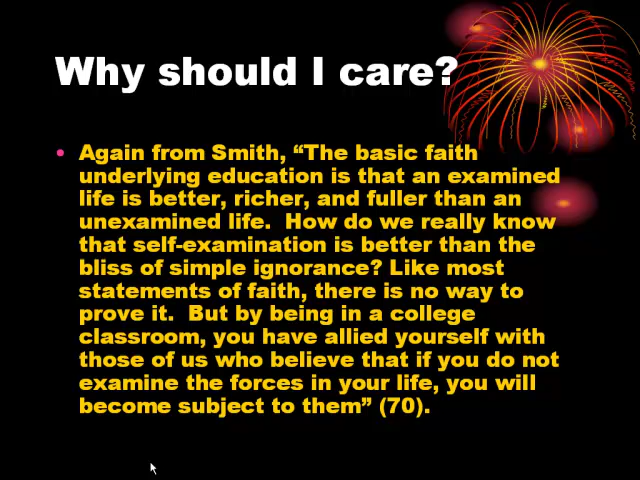 Why should I care?
• Again from Smith, “The basic faith
underlying education is that an examined
life is better, richer, and fuller than an
unexamined life.  How do we really know
that self-examination is better than the
bliss of simple ignorance? Like most
statements of faith, there is no way to
prove it.  But by being in a college
classroom, you have allied yourself with
those of us who believe that if you do not
examine the forces in your life, you will
become subject to them” (70).